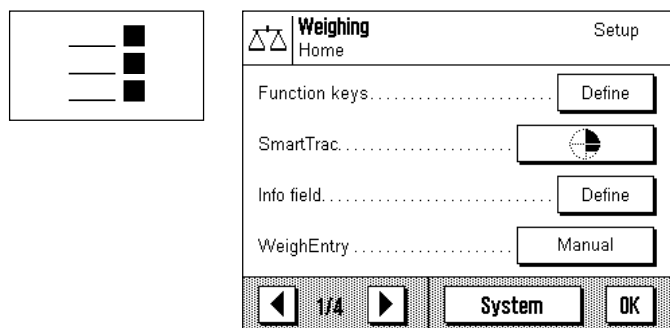 Weighing
Setup
Home
Function keys........................ Define
SmartTrac......................
Info field............................. Define
WeighEntry.................... Manual
1/4
System
OK